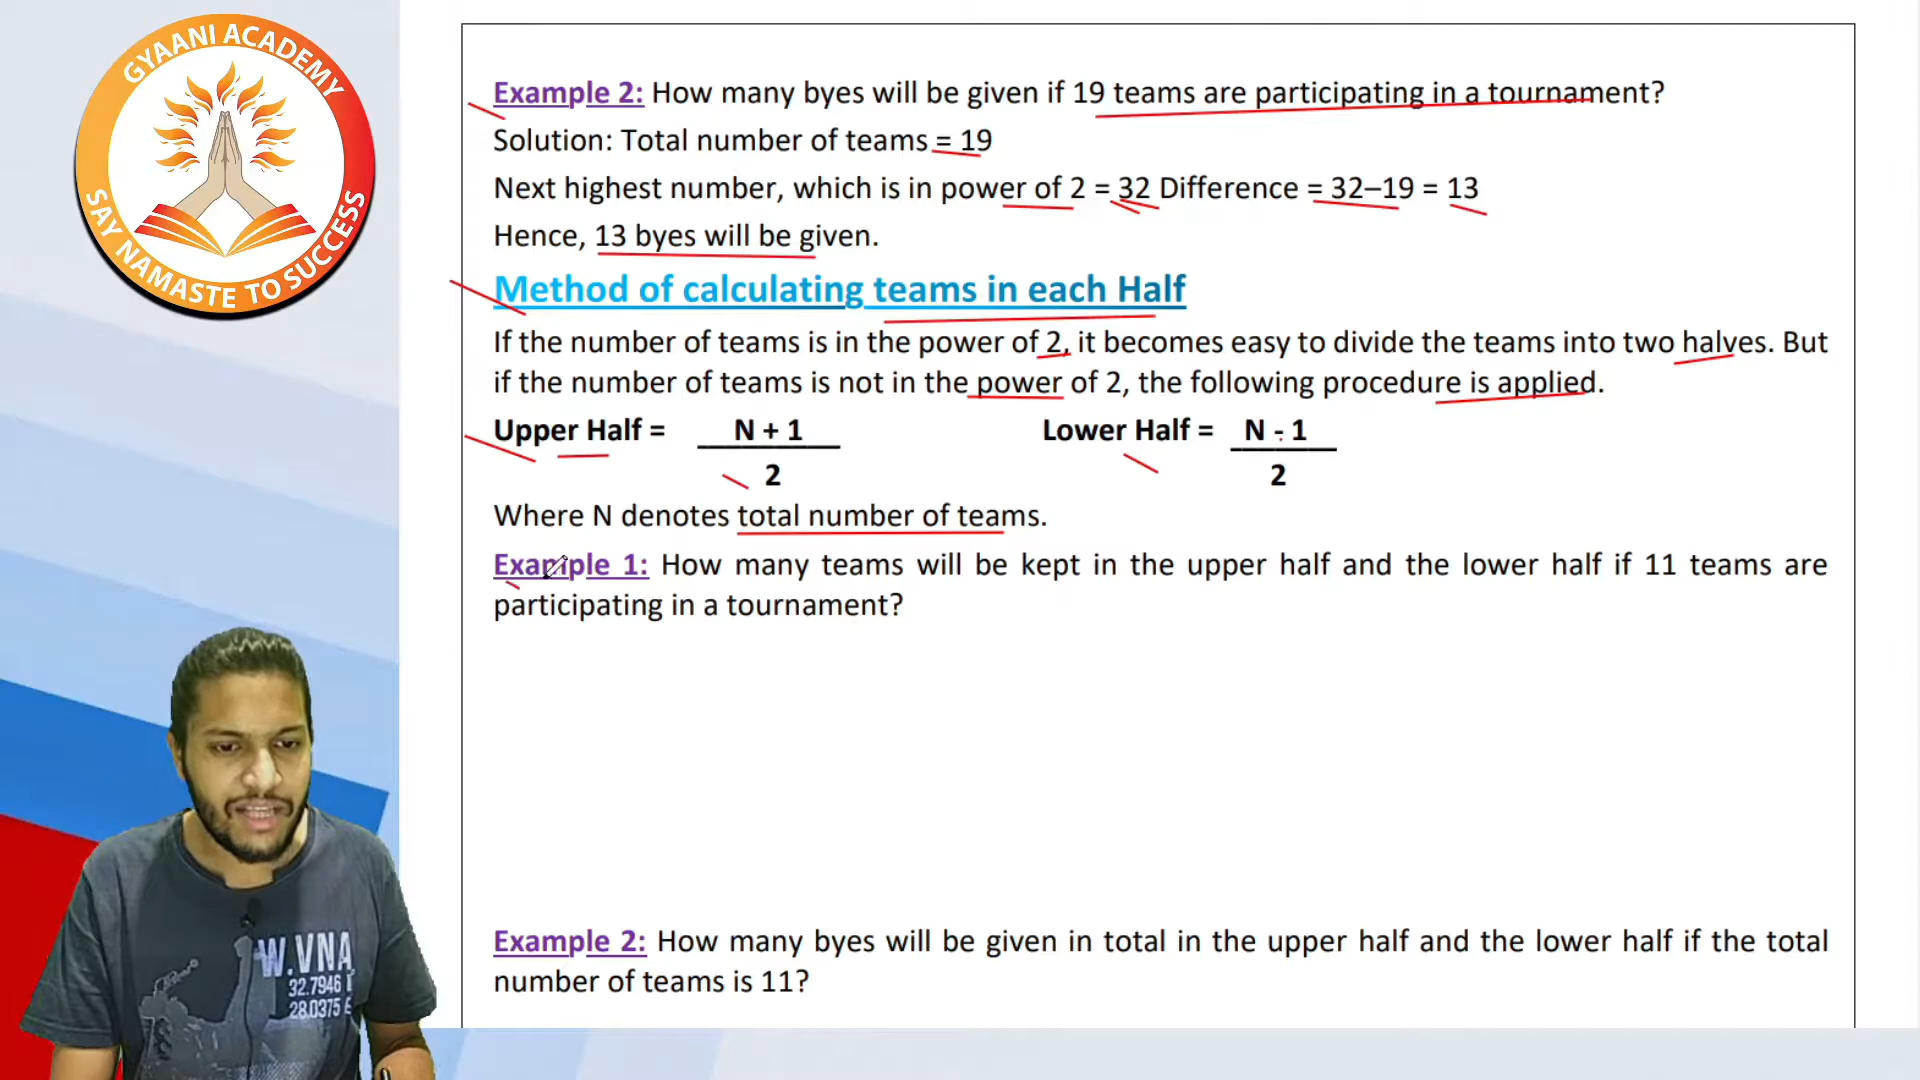 GYAANI ACADEMY
SAY NAMASTE TO SUCCESS
Example 2: How many byes will be given if 19 teams are participating in a tournament?
Solution: Total number of teams = 19
Next highest number, which is in power of 2 = 32 Difference = 32–19 = 13
Hence, 13 byes will be given.
Method of calculating teams in each Half
If the number of teams is in the power of 2, it becomes easy to divide the teams into two halves. But
if the number of teams is not in the power of 2, the following procedure is applied.
Upper Half = N + 1 Lower Half = N - 1
2 2
Where N denotes total number of teams.
Example 1: How many teams will be kept in the upper half and the lower half if 11 teams are
participating in a tournament?
Example 2: How many byes will be given in total in the upper half and the lower half if the total
number of teams is 11?
W.VNA
32.7946
28.0375